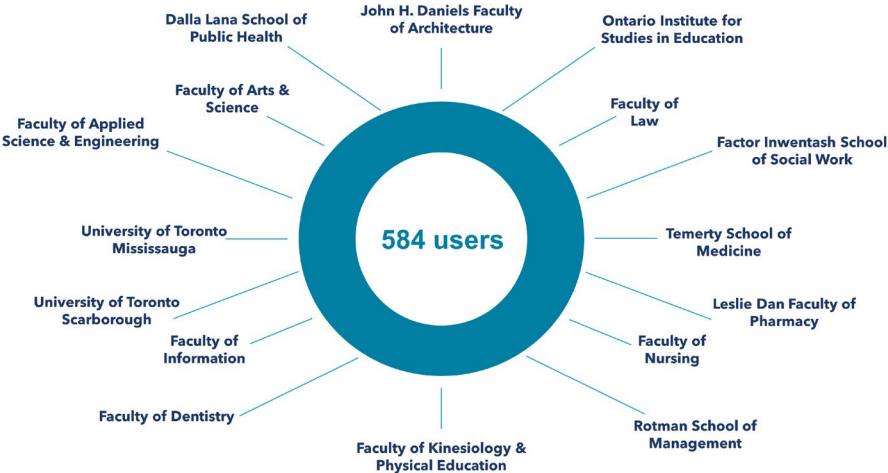 John H. Daniels Faculty
of Architecture
Ontario Institute for
Studies in Education
Faculty of
Law
Factor Inwentash School
of Social Work
Temerty School of
Medicine
Leslie Dan Faculty of
Pharmacy
Faculty of
Nursing
Rotman School of
Management
Faculty of Kinesiology &
Physical Education
Faculty of Dentistry
Faculty of
Information
University of Toronto
Scarborough
University of Toronto
Mississauga
Faculty of Applied
Science & Engineering
Faculty of Arts &
Science
Dalla Lana School of
Public Health
584 users